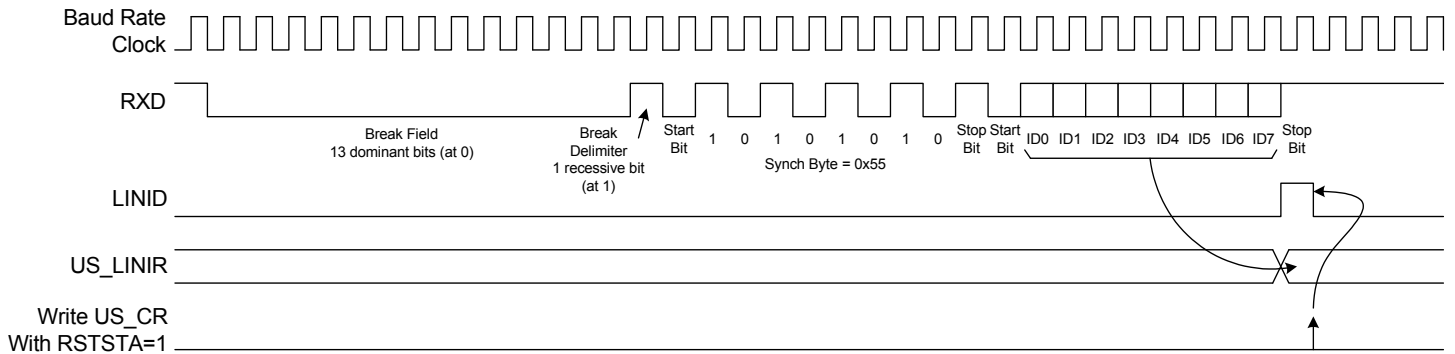 Baud Rate
Clock
RXD
Break Field
13 dominant bits (at 0)
Break
Delimiter
1 recessive bit
(at 1)
Start
Bit
1 0 1 0 1 0 1 0
Synch Byte = 0x55
Stop
Bit
Start
Bit
ID0 ID1 ID2 ID3 ID4 ID5 ID6 ID7
Stop
Bit
LINID
US_LINIR
Write US_CR
With RSTSTA=1